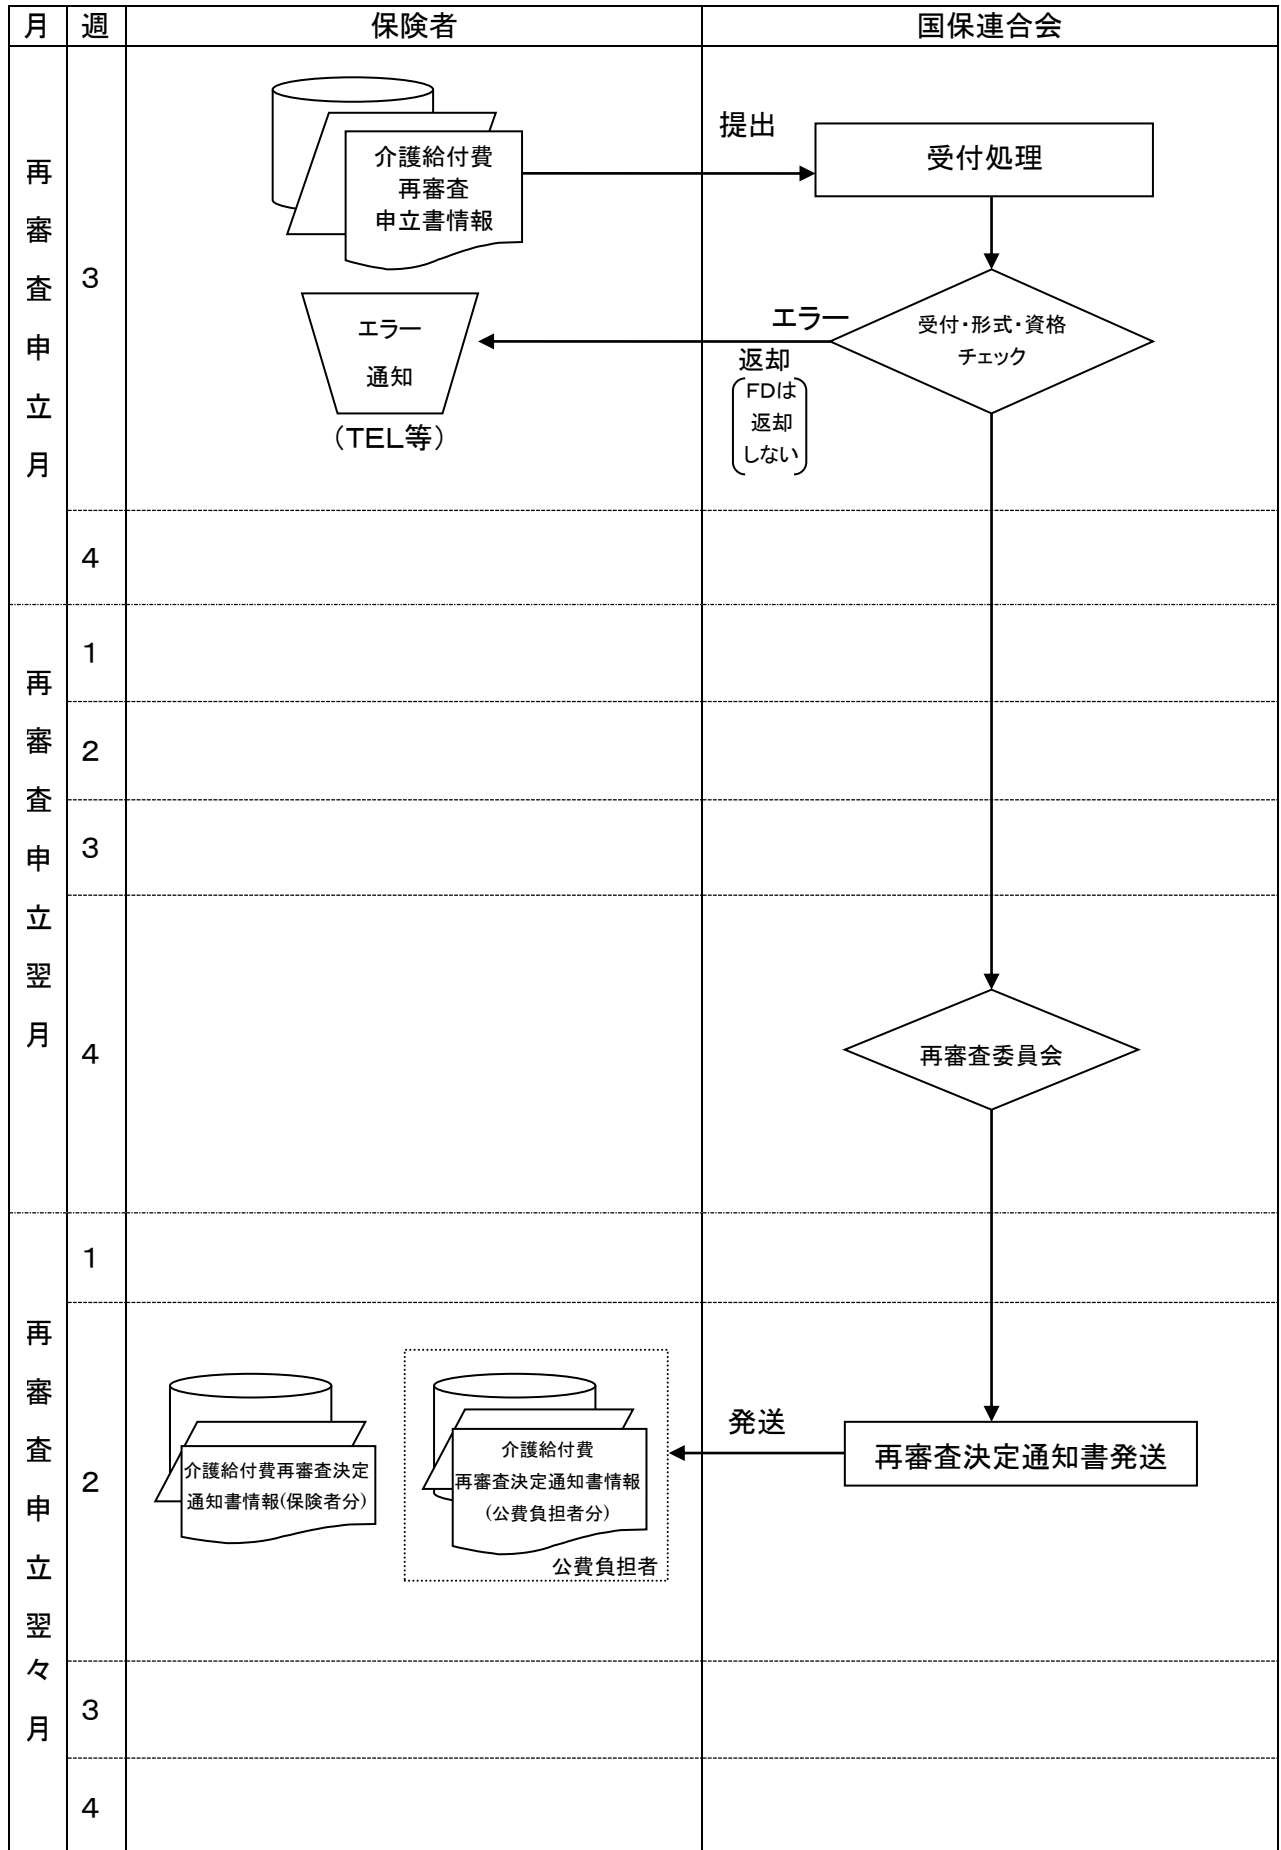 月 週 保険者 国保連合会
再審査申立月
3
介護給付費
再審査
申立書情報
提出
受付処理
エラー
通知
(TEL等)
エラー
返却
FDは
返却
しない
受付・形式・資格
チェック
4
再審査申立翌月
1
2
3
4
再審査委員会
再審査申立翌々月
1
2
介護給付費再審査決定
通知書情報(保険者分)
介護給付費
再審査決定通知書情報
(公費負担者分)
公費負担者
発送
再審査決定通知書発送
3
4